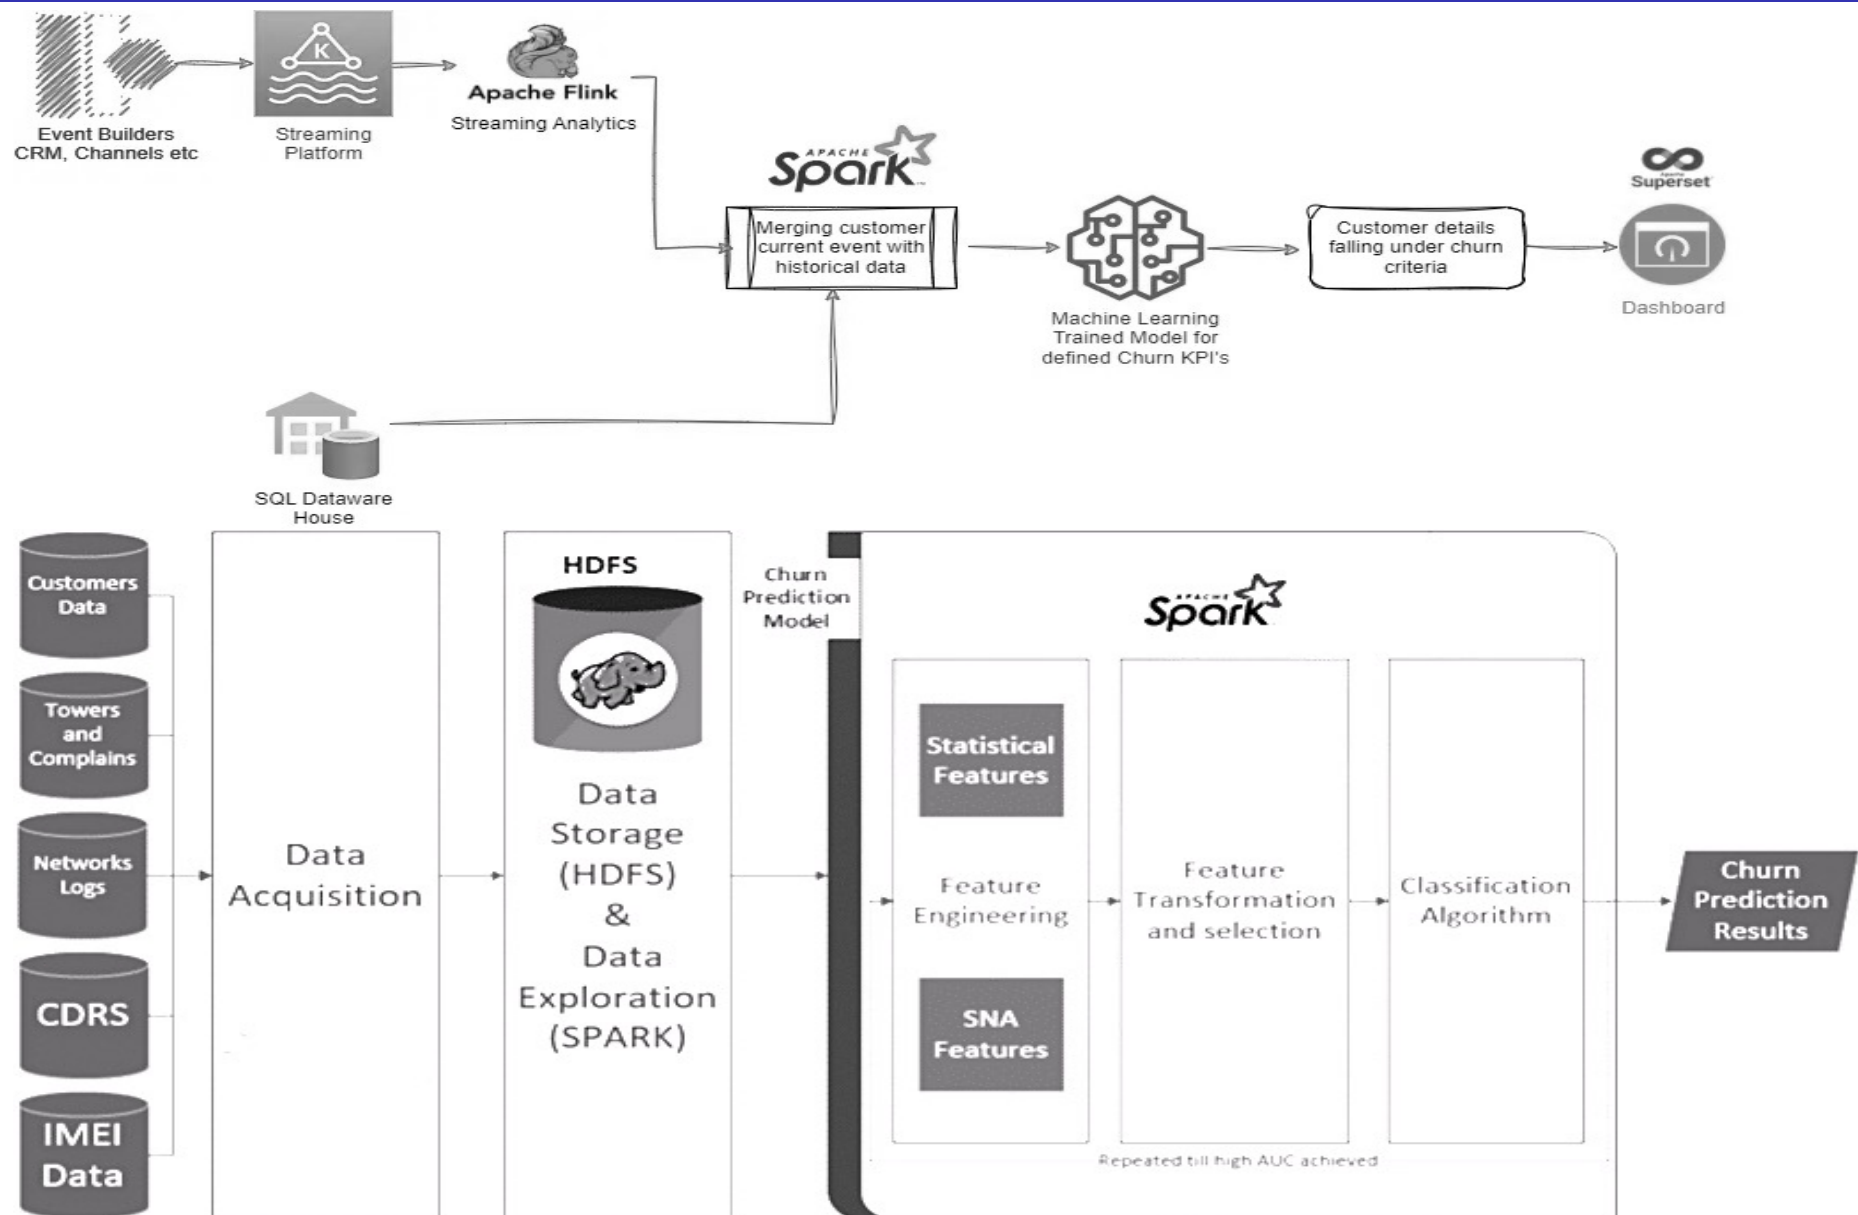 K
Event Builders
CRM, Channels etc
Streaming
Platform
Apache Flink
Streaming Analytics
APACHE
Spark
Merging customer
current event with
historical data
Machine Learning
Trained Model for
defined Churn KPI's
Customer details
falling under churn
criteria
Apache
Superset
Dashboard
SQL Dataware
House
Customers
Data
Towers
and
Complains
Networks
Logs
CDRS
IMEI
Data
Data
Acquisition
HDFS
Data
Storage
(HDFS)
&
Data
Exploration
(SPARK)
Churn
Prediction
Model
APACHE
Spark
Statistical
Features
Feature
Engineering
SNA
Features
Feature
Transformation
and selection
Classification
Algorithm
Repeated till high AUC achieved
Churn
Prediction
Results